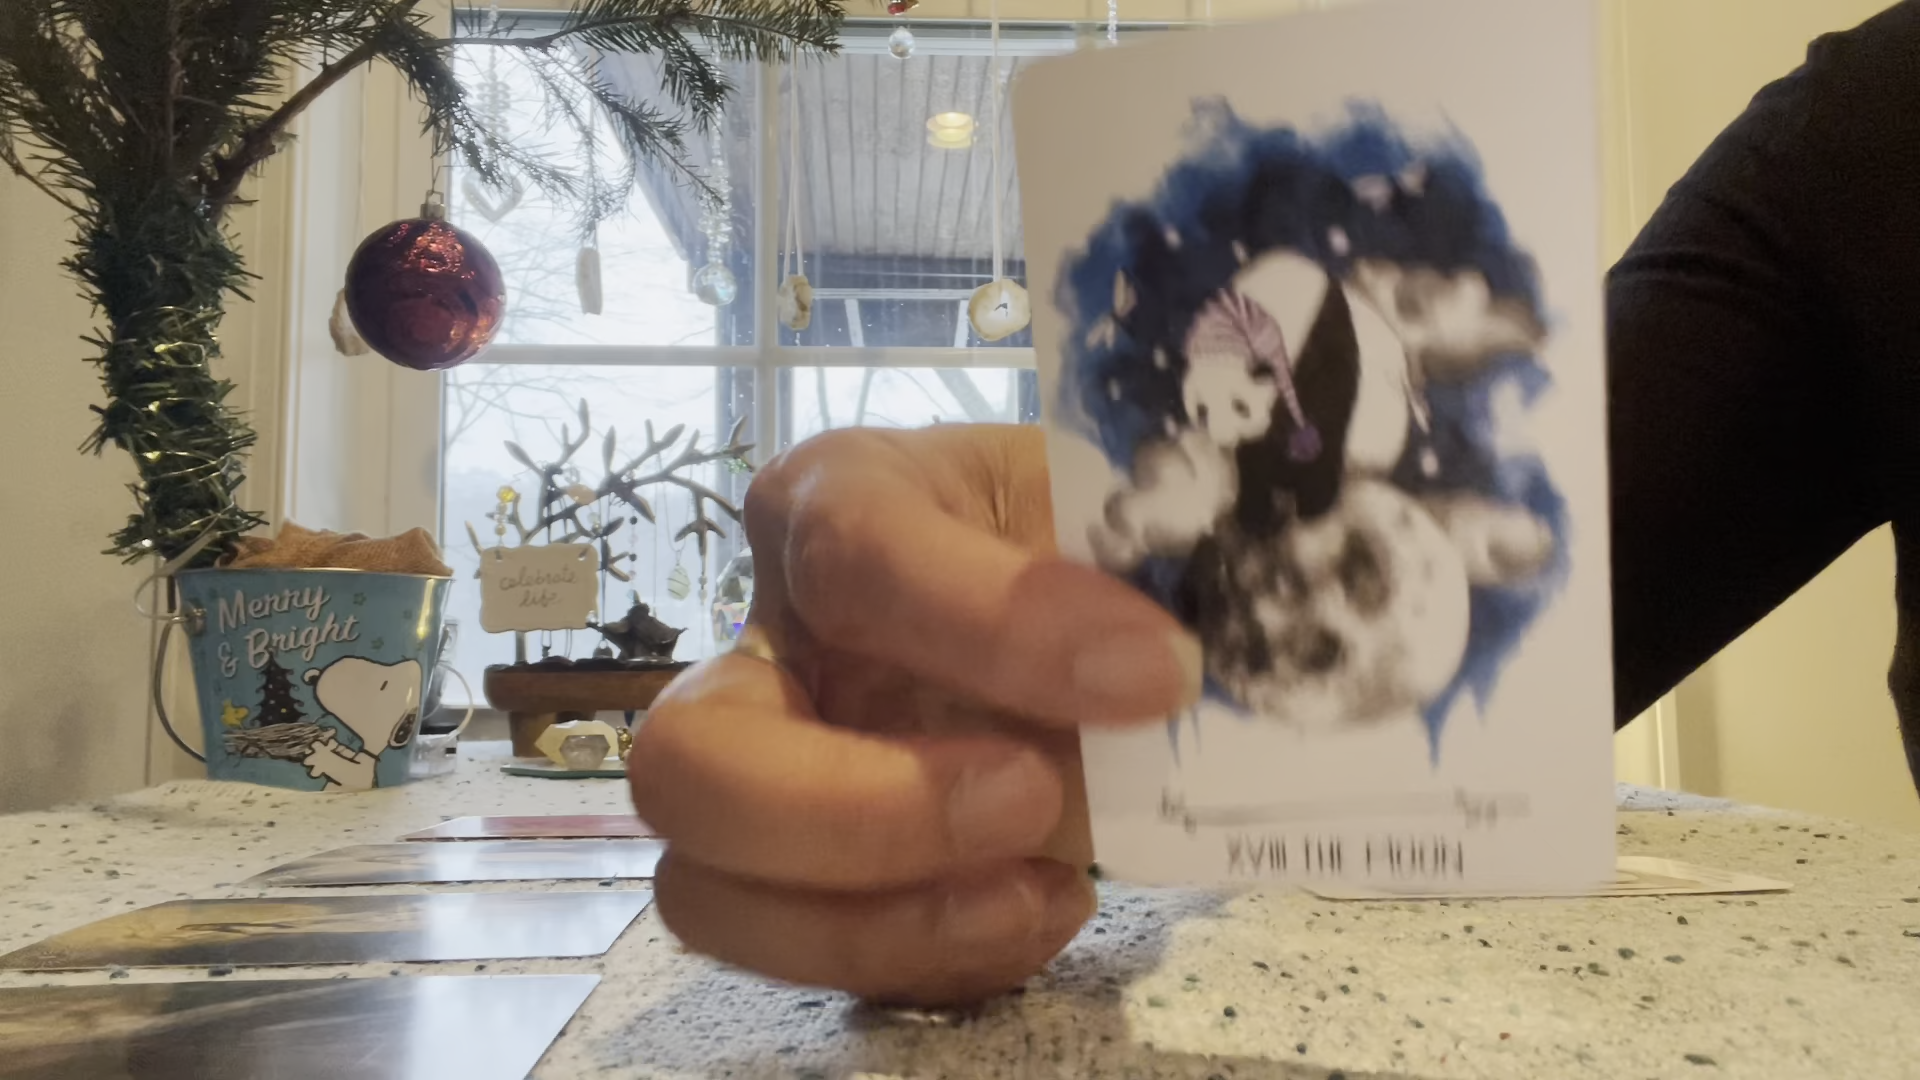 Merry
& Bright
celebrate
life
XVIII THE MOON